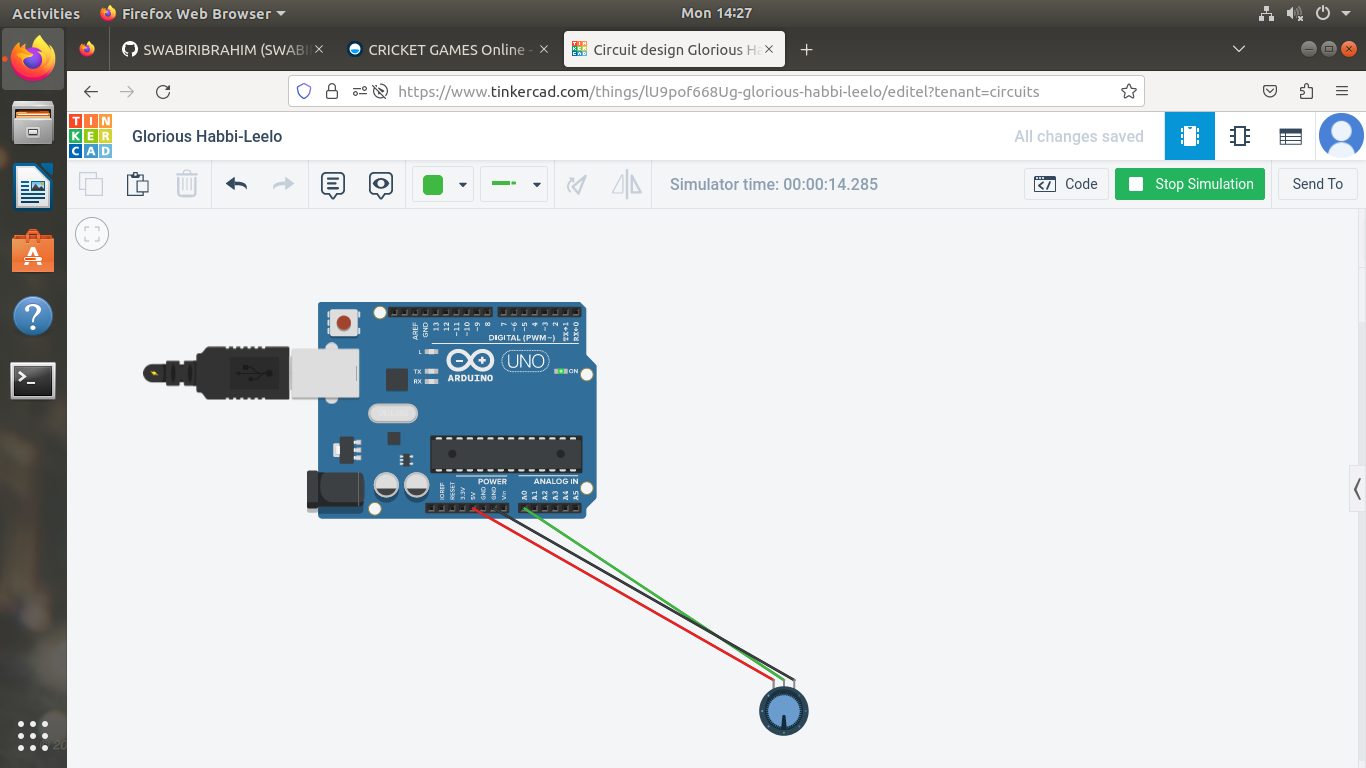 Activities Firefox Web Browser Mon 14:27
SWABIRIBRAHIM (SWABI CRICKET GAMES Online - Circuit design Glorious Ha
https://www.tinkercad.com/things/lU9pof668Ug-glorious-habbi-leelo/editel?tenant=circuits
TIN
KER
CAD
Glorious Habbi-Leelo All changes saved
Simulator time: 00:00:14.285 Code Stop Simulation Send To
AREF GND 13 12 ~11 ~10 ~9 8 7 ~6 ~5 4 ~3 2 TX→1 RX←0
DIGITAL (PWM~)
L
TX
RX
UNO
ON
ARDUINO
POWER ANALOG IN
IOREF RESET 3.3V 5V GND GND Vin A0 A1 A2 A3 A4 A5